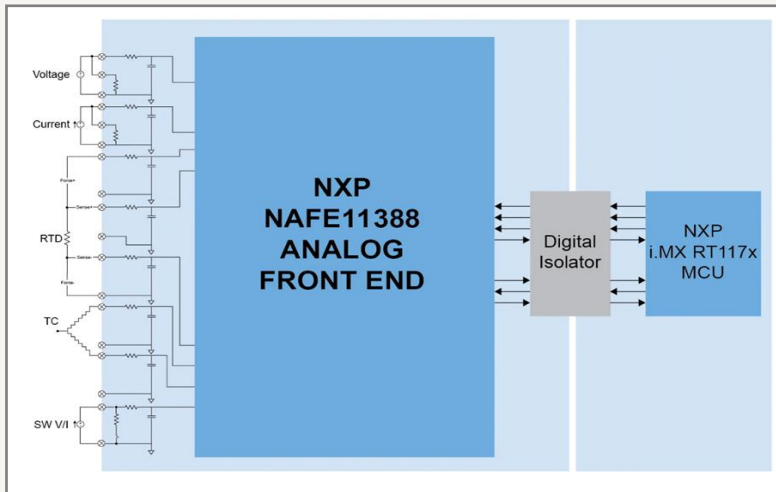 Voltage
Current
Force+
Sense+
RTD
Sense-
Force-
TC
SW V/I
NXP
NAFE11388
ANALOG
FRONT END
Digital
Isolator
NXP
i.MX RT117x
MCU